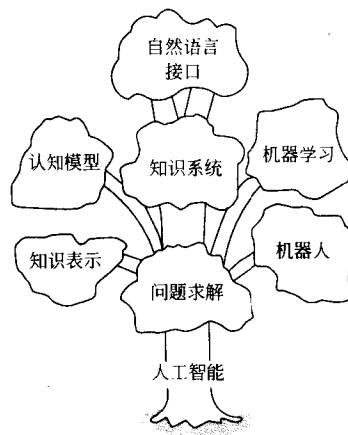 自然语言
接口
认知模型
知识系统
机器学习
知识表示
问题求解
机器人
人工智能